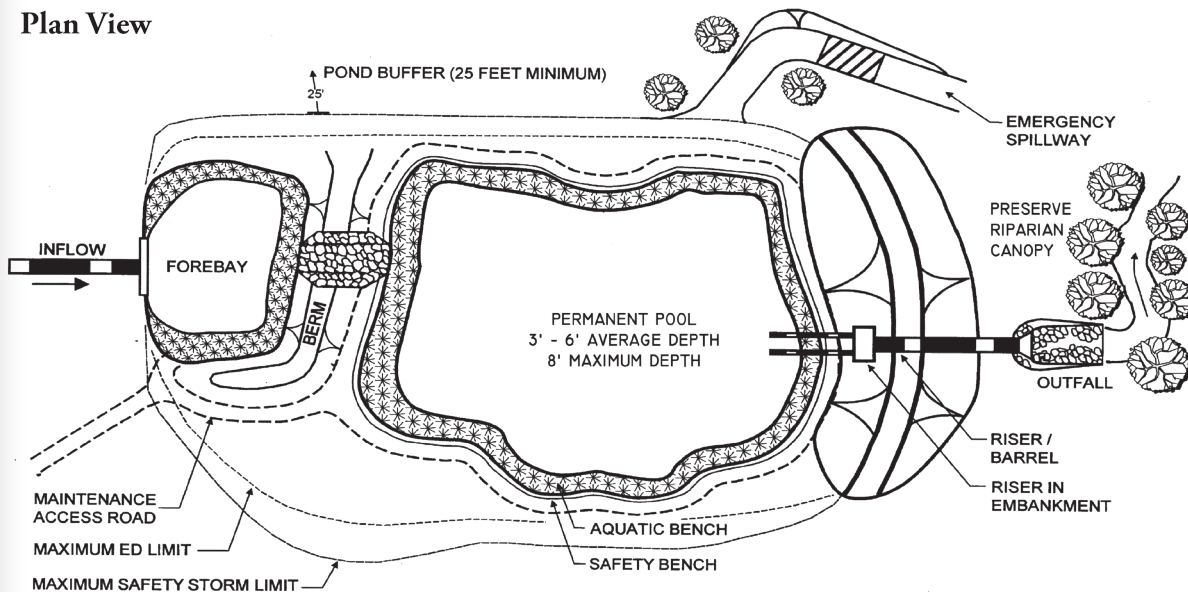 Plan View
POND BUFFER (25 FEET MINIMUM)
25'
EMERGENCY
SPILLWAY
PRESERVE
RIPARIAN
CANOPY
INFLOW
FOREBAY
BERM
PERMANENT POOL
3' - 6' AVERAGE DEPTH
8' MAXIMUM DEPTH
OUTFALL
RISER /
BARREL
RISER IN
EMBANKMENT
MAINTENANCE
ACCESS ROAD
MAXIMUM ED LIMIT
MAXIMUM SAFETY STORM LIMIT
AQUATIC BENCH
SAFETY BENCH